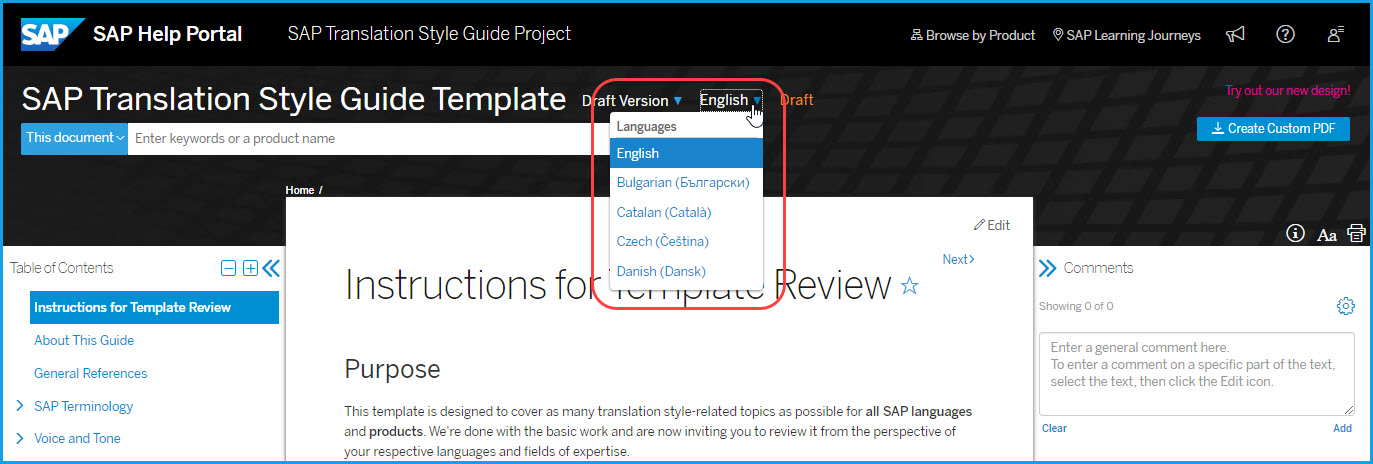 SAP SAP Help Portal SAP Translation Style Guide Project Browse by Product SAP Learning Journeys
SAP Translation Style Guide Template Draft Version English Draft
Try out our new design!
This document Enter keywords or a product name
Create Custom PDF
Languages
English
Bulgarian (Български)
Catalan (Català)
Czech (Čeština)
Danish (Dansk)
Home /
Edit
Aa
Next
Table of Contents
Instructions for Template Review
About This Guide
General References
SAP Terminology
Voice and Tone
Instructions for Template Review
Purpose
This template is designed to cover as many translation style-related topics as possible for all SAP languages
and products. We're done with the basic work and are now inviting you to review it from the perspective of
your respective languages and fields of expertise.
Comments
Showing 0 of 0
Enter a general comment here.
To enter a comment on a specific part of the text,
select the text, then click the Edit icon.
Clear Add